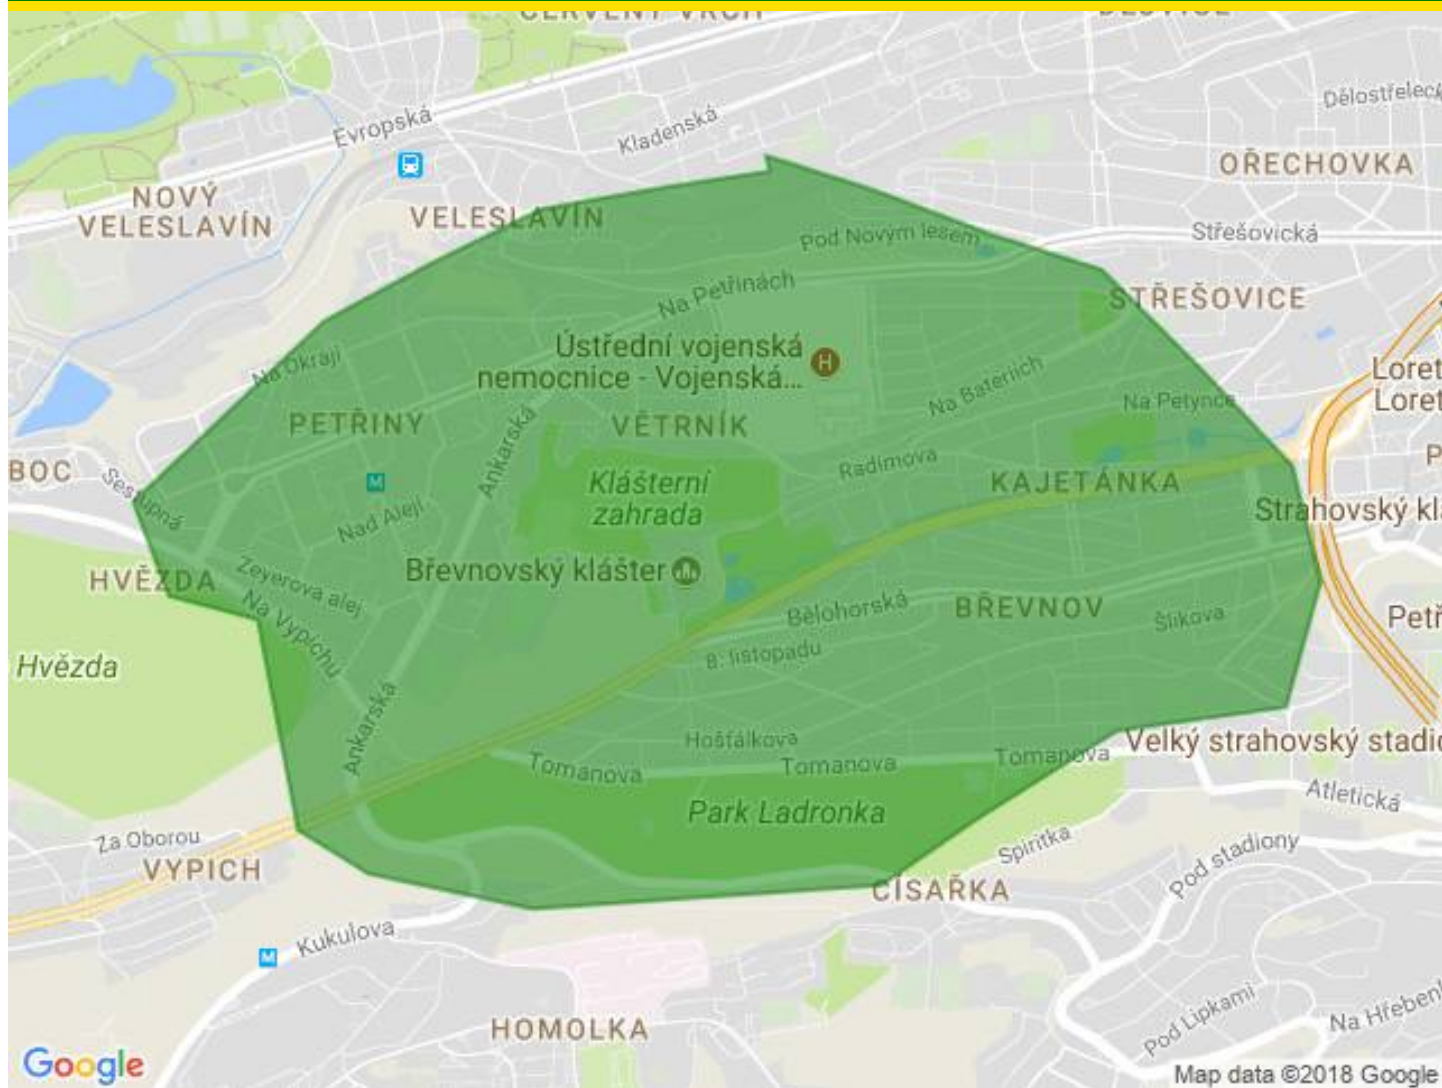 Evropská
Kladenská
Dělostřelec
OŘECHOVKA
NOVÝ
VELESLAVÍN
VELESLAVÍN
Pod Novým lesem
Střešovická
Na Petřinách
STŘEŠOVICE
Ústřední vojenská
nemocnice - Vojenská...
H
Na Okraji
Loret
Loret
Na Bateriích
Na Petynce
PETŘINY
VĚTRNÍK
Ankarská
BOC
Sestupná
M
Radimova
KAJETÁNKA
P
Klášterní
zahrada
Nad Alejí
Strahovský kl
HVĚZDA
Zeyerova alej
Břevnovský klášter
Bělohorská
BŘEVNOV
Šlikova
Petř
Na Vypichu
Hvězda
8. listopadu
Ankarská
Hošťálkova
Tomanova
Tomanova
Tomanova
Velký strahovský stadio
Atletická
Park Ladronka
Za Oborou
VYPICH
Spiritka
Pod stadiony
CÍSAŘKA
Kukulova
M
HOMOLKA
Pod Lipkami
Na Hřeben
Google
Map data ©2018 Google